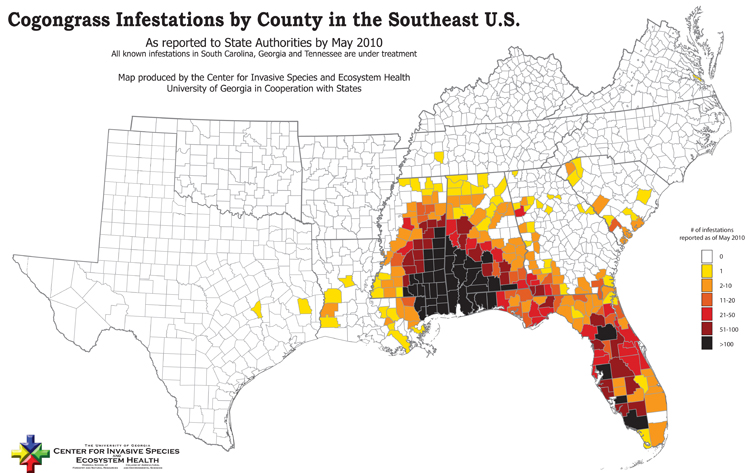 Cogongrass Infestations by County in the Southeast U.S.
As reported to State Authorities by May 2010
All known infestations in South Carolina, Georgia and Tennessee are under treatment
Map produced by the Center for Invasive Species and Ecosystem Health
University of Georgia in Cooperation with States
# of infestations
reported as of May 2010
0
1
2-10
11-20
21-50
51-100
>100
THE UNIVERSITY OF GEORGIA
CENTER FOR INVASIVE SPECIES
AND
ECOSYSTEM HEALTH